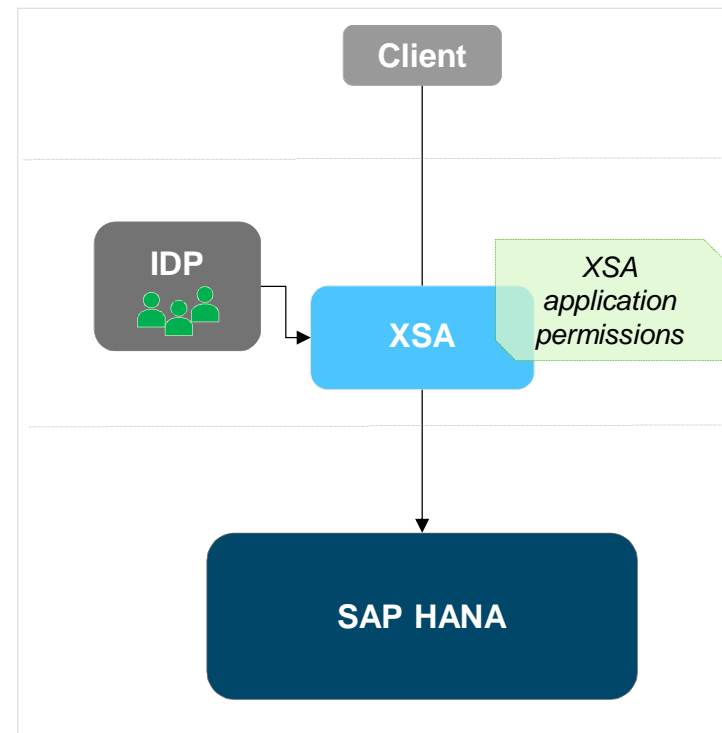 Client
IDP
XSA
XSA
application
permissions
SAP HANA